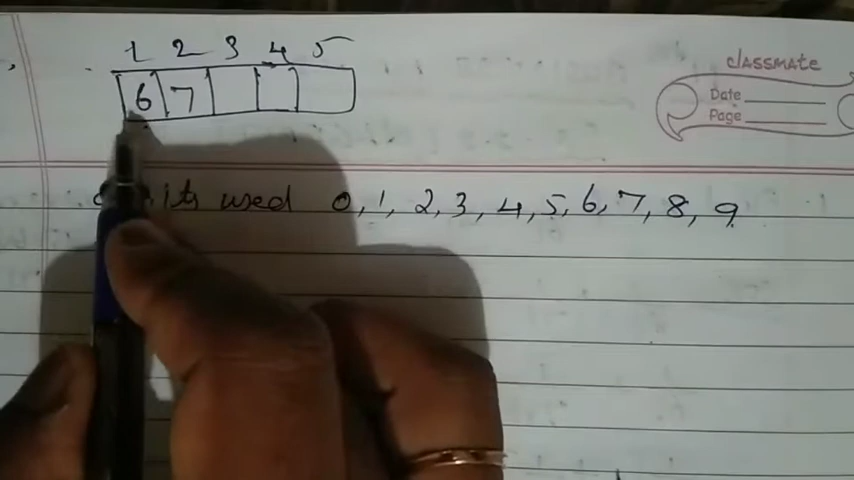 1 2 3 4 5
6 7
classmate
Date
Page
used 0, 1, 2, 3, 4, 5, 6, 7, 8, 9